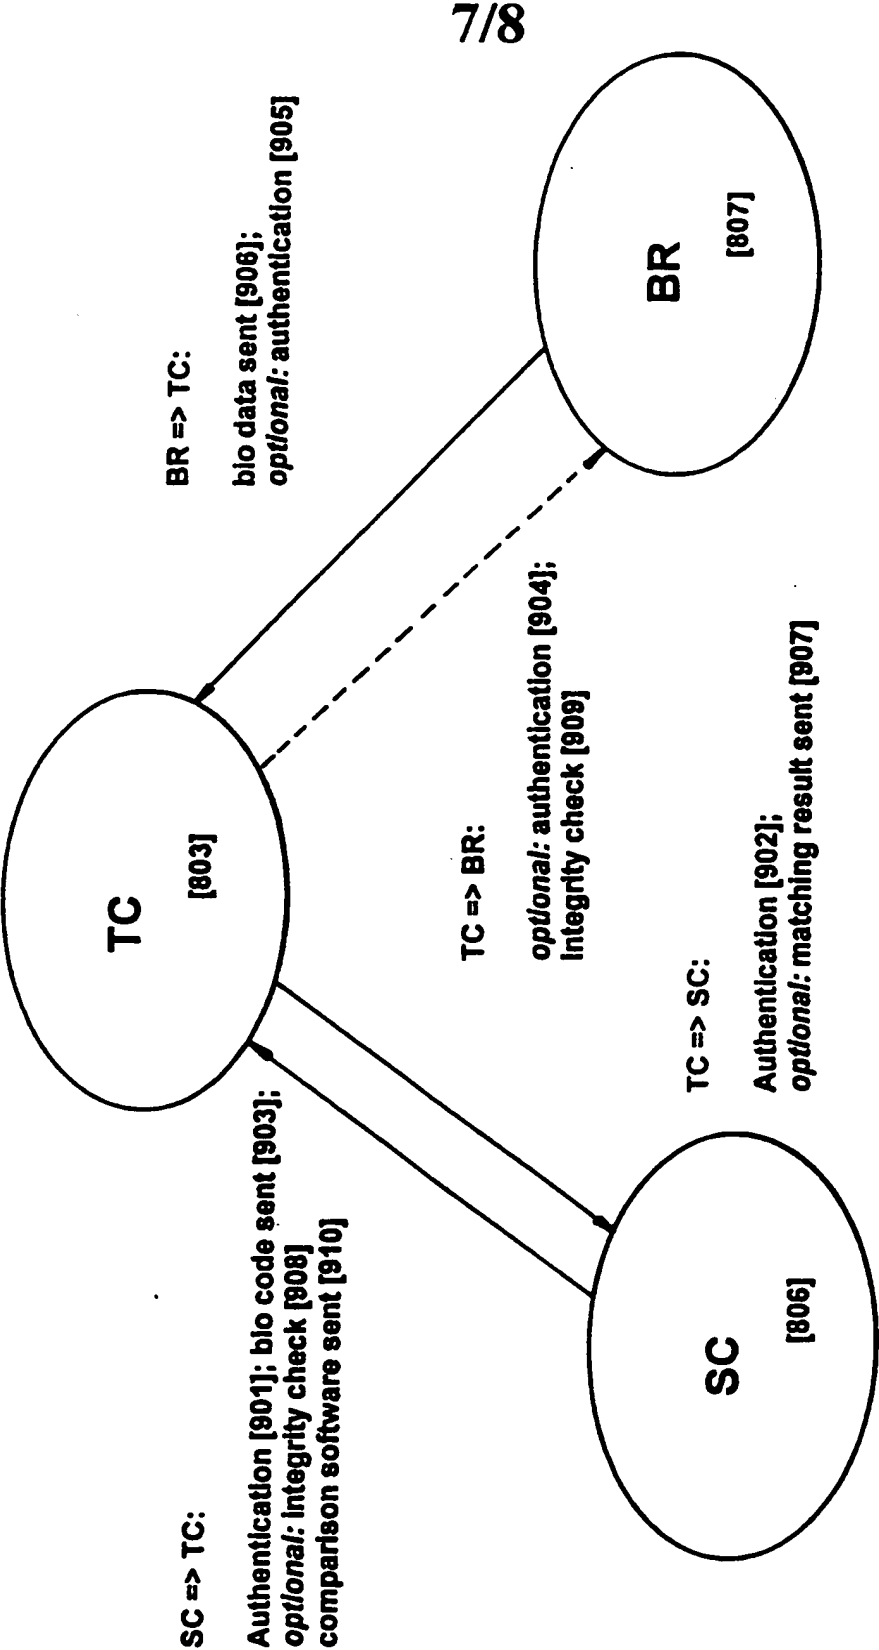 7/8
SC => TC:
Authentication [901]; bio code sent [903];
optional: Integrity check [908]
comparison software sent [910]
TC
[803]
BR => TC:
bio data sent [906];
optional: authentication [905]
TC => BR:
optional: authentication [904];
Integrity check [909]
SC
[806]
TC => SC:
Authentication [902];
optional: matching result sent [907]
BR
[807]